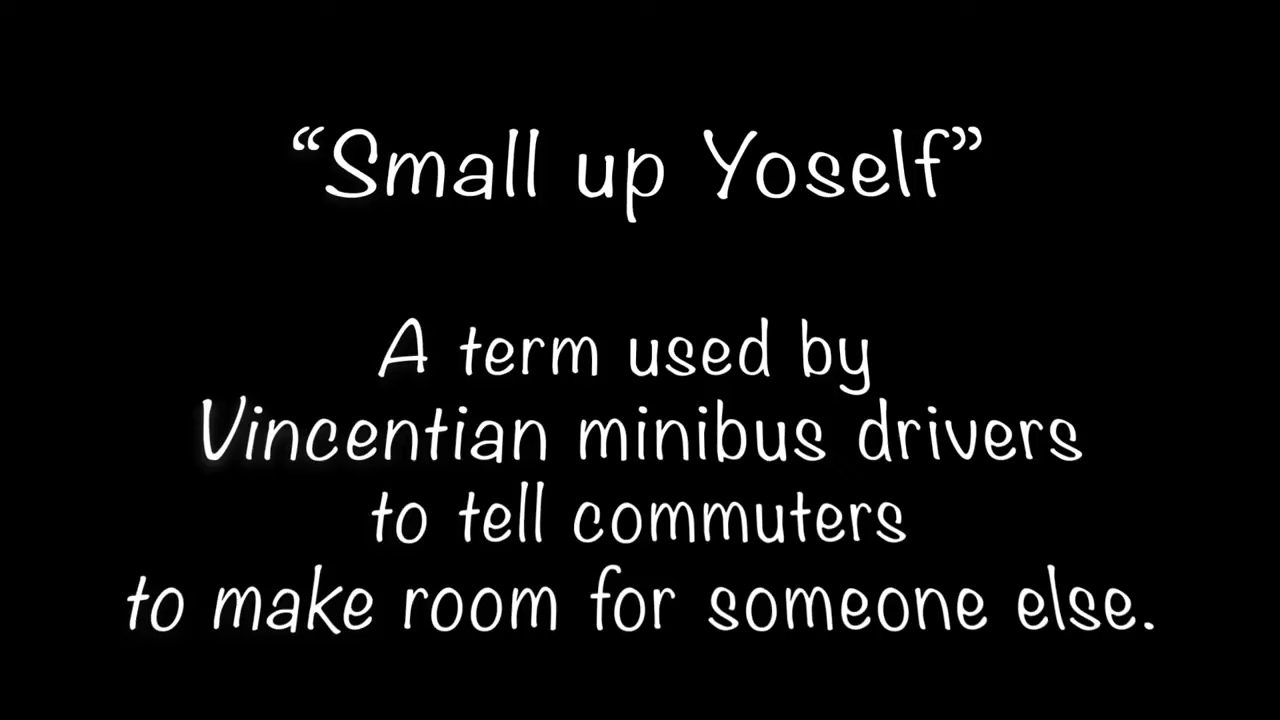 “Small up Yoself”
A term used by
Vincentian minibus drivers
to tell commuters
to make room for someone else.